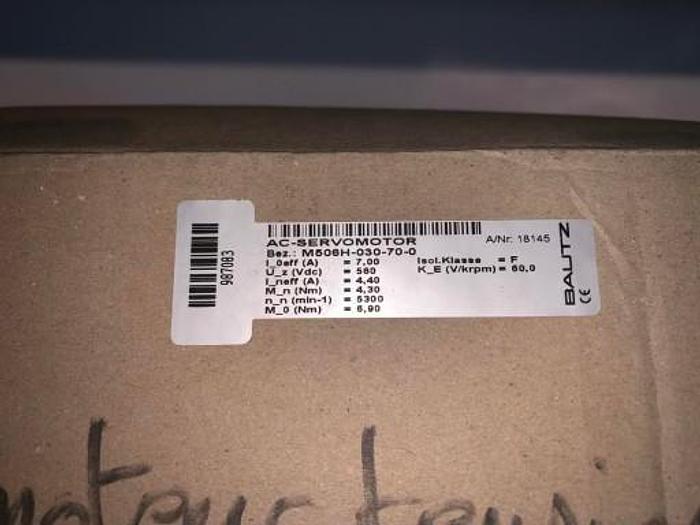 987083
AC-SERVOMOTOR
A/Nr: 18145
Bez.: M506H-030-70-0
I_0eff (A) = 7,00
Isol.Klasse = F
U_z (Vdc) = 560
K_E (V/krpm) = 60,0
I_neff (A) = 4,40
M_n (Nm) = 4,30
n_n (min-1) = 5300
M_0 (Nm) = 6,90
BAUTZ
CE
moteur